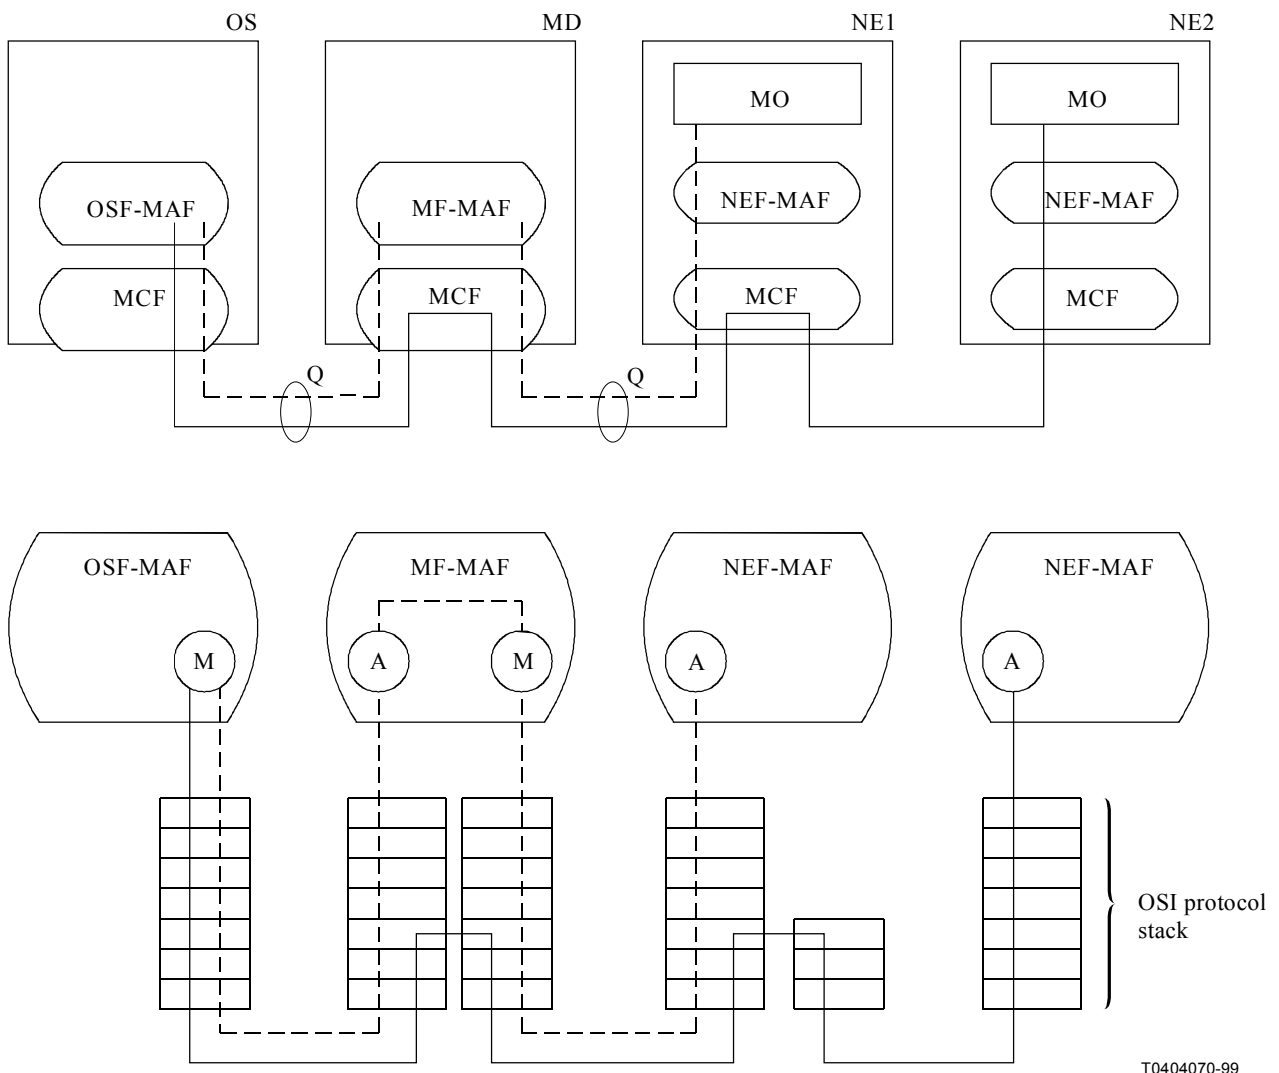 OS
MD
NE1
NE2
MO
MO
OSF-MAF
MF-MAF
NEF-MAF
NEF-MAF
MCF
MCF
MCF
MCF
Q
Q
OSF-MAF
MF-MAF
NEF-MAF
NEF-MAF
M
A
M
A
A
OSI protocol
stack
T0404070-99